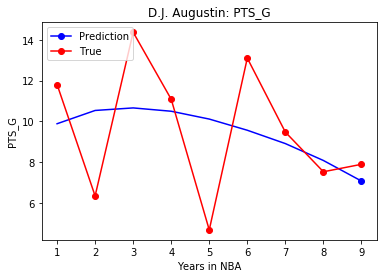 D.J. Augustin: PTS_G
Prediction
True
PTS_G
14
12
10
8
6
1 2 3 4 5 6 7 8 9
Years in NBA